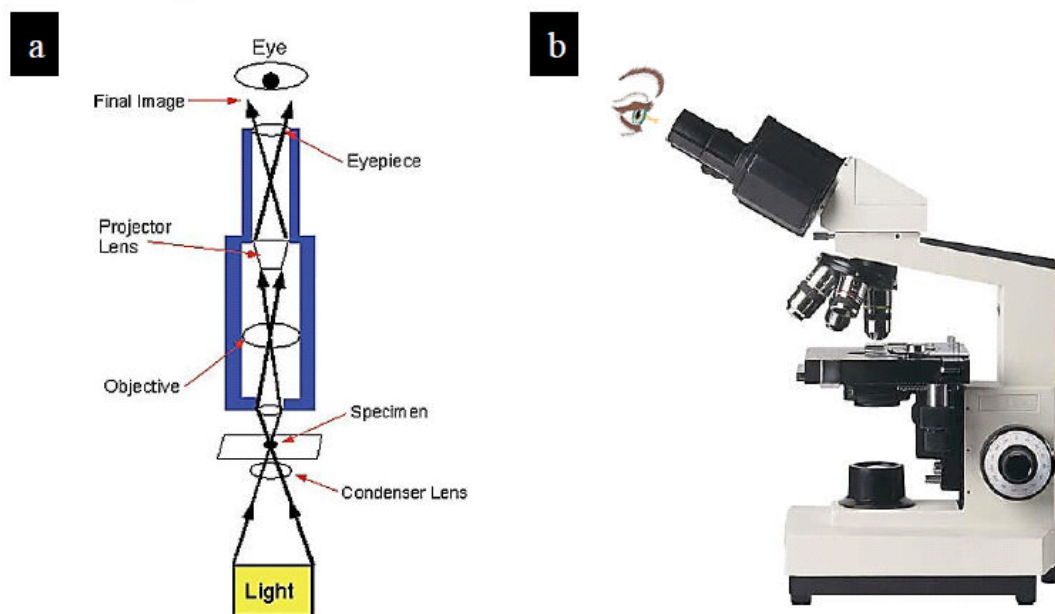 a
Eye
Final Image
Eyepiece
Projector
Lens
Objective
Specimen
Condenser Lens
Light
b